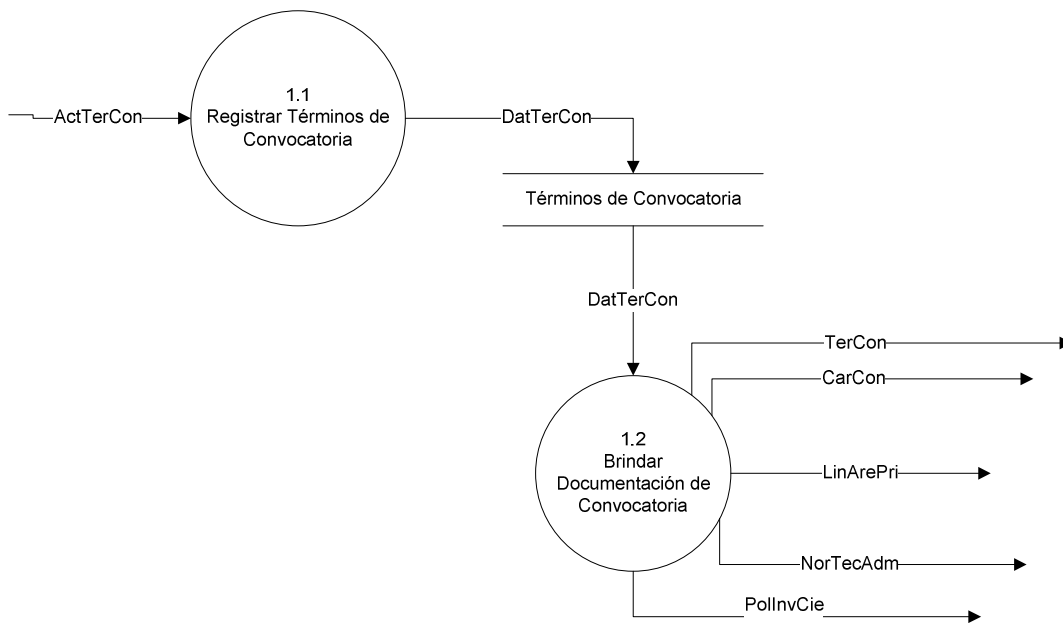 1.1
Registrar Términos de
Convocatoria
ActTerCon
DatTerCon
Términos de Convocatoria
DatTerCon
TerCon
CarCon
1.2
Brindar
Documentación de
Convocatoria
LinArePri
NorTecAdm
PolInvCie